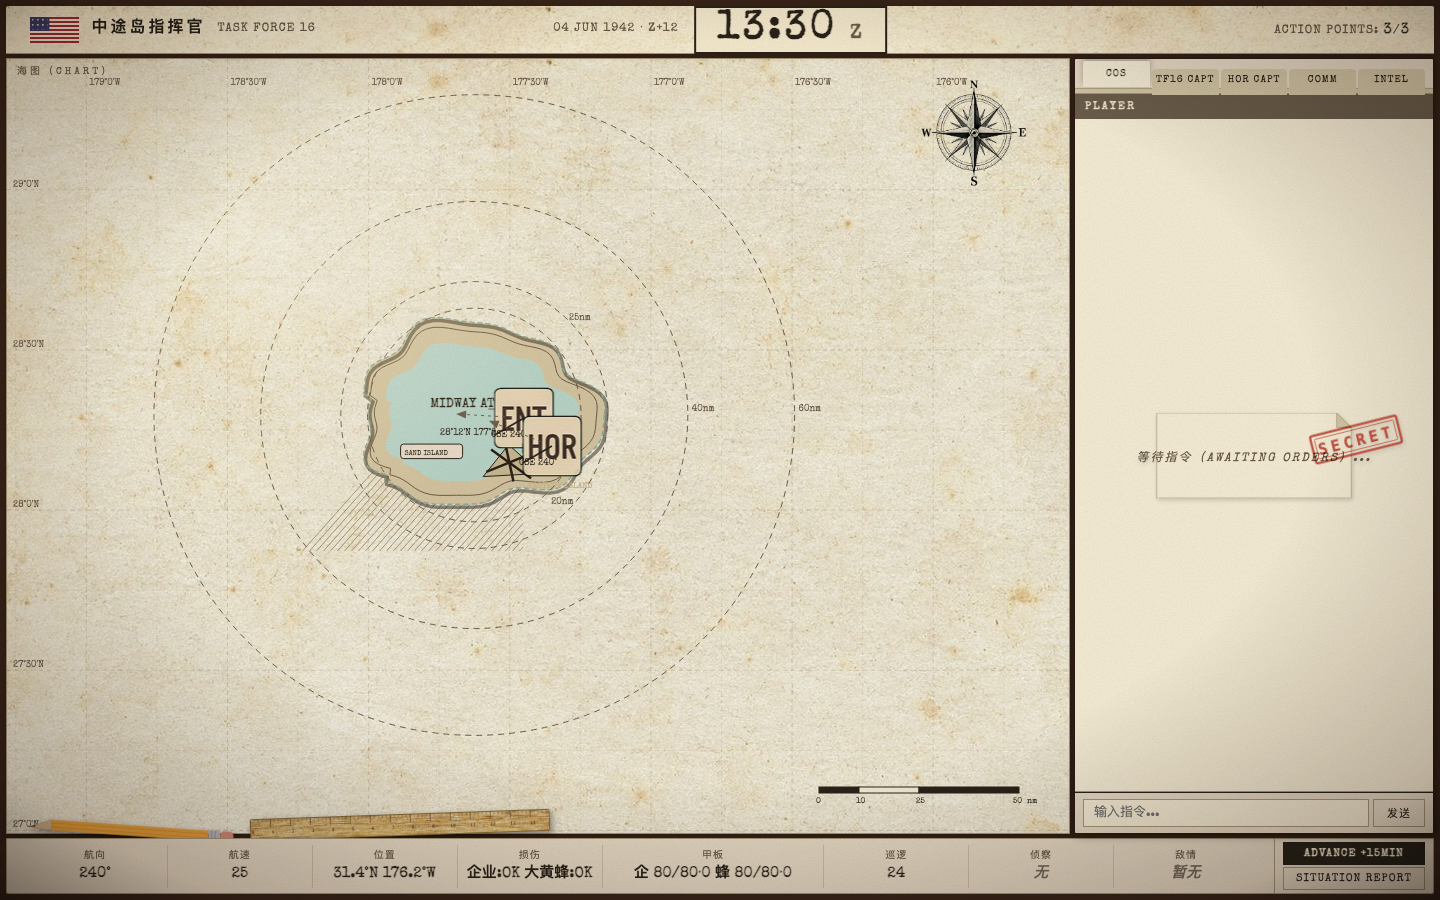 中途岛指挥官 TASK FORCE 16
04 JUN 1942 · Z+12
13:30 Z
ACTION POINTS: 3/3
海图 (CHART)
179°0'W 178°30'W 178°0'W 177°30'W 177°0'W 176°30'W 176°0'W
N
W E
S
29°0'N
28°30'N
28°0'N
27°30'N
27°0'N
25nm
40nm
60nm
20nm
MIDWAY AT
28°12'N 177°
SAND ISLAND
ENT
HOR
CSE 240
0 10 25 50 nm
COS TF16 CAPT HOR CAPT COMM INTEL
PLAYER
SECRET
等待指令 (AWAITING ORDERS) ...
输入指令...
发送
航向 航速 位置 损伤 甲板 巡逻 侦察 敌情
240° 25 31.4°N 176.2°W 企业:OK 大黄蜂:OK 企 80/80·0 蜂 80/80·0 24 无 暂无
ADVANCE +15MIN
SITUATION REPORT